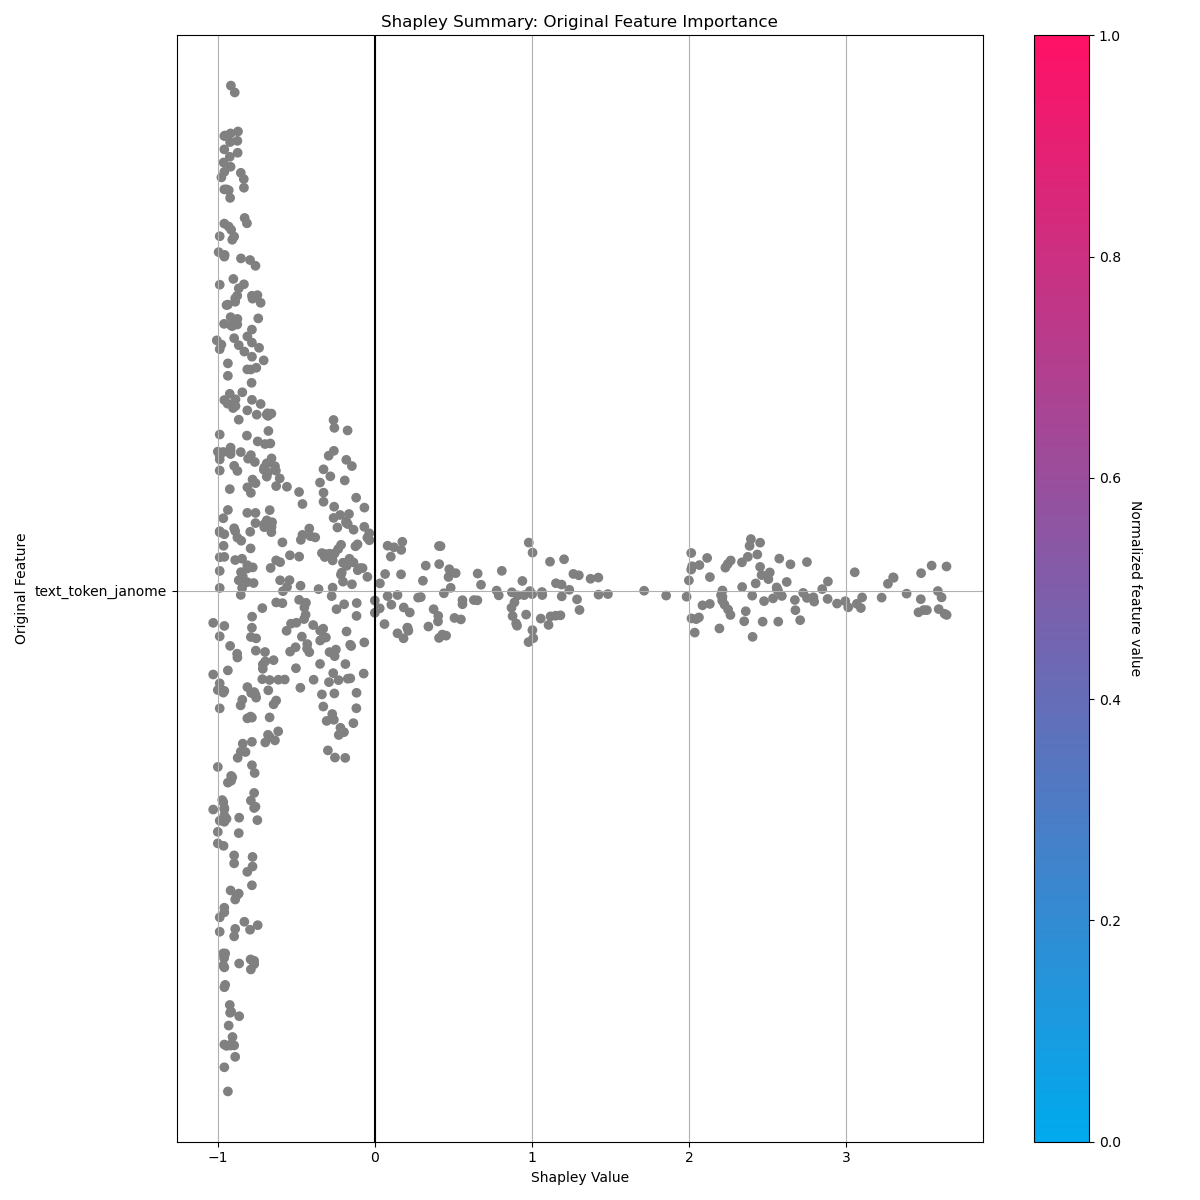 Shapley Summary: Original Feature Importance
Original Feature
text_token_janome
−1
0
1
2
3
Shapley Value
1.0
0.8
0.6
0.4
0.2
0.0
Normalized feature value